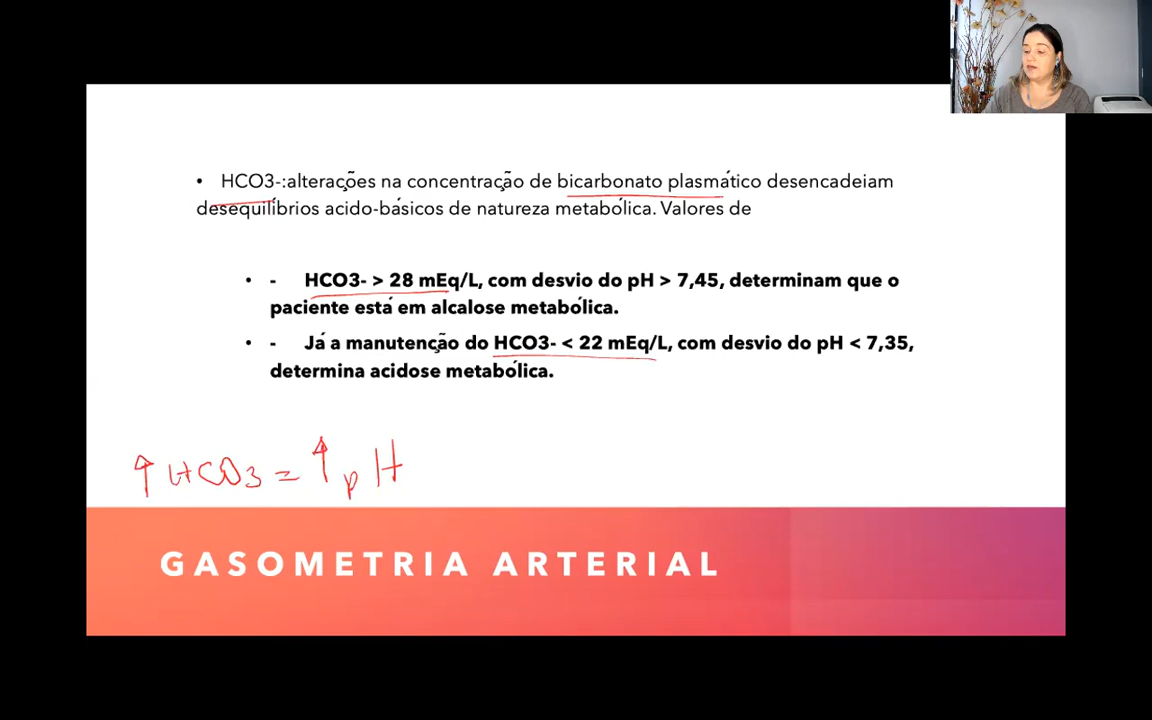 • HCO3-:alterações na concentração de bicarbonato plasmático desencadeiam
desequilíbrios acido-básicos de natureza metabólica. Valores de
• - HCO3- > 28 mEq/L, com desvio do pH > 7,45, determinam que o
paciente está em alcalose metabólica.
• - Já a manutenção do HCO3- < 22 mEq/L, com desvio do pH < 7,35,
determina acidose metabólica.
↑ HCO3 = ↑ pH
GASOMETRIA ARTERIAL